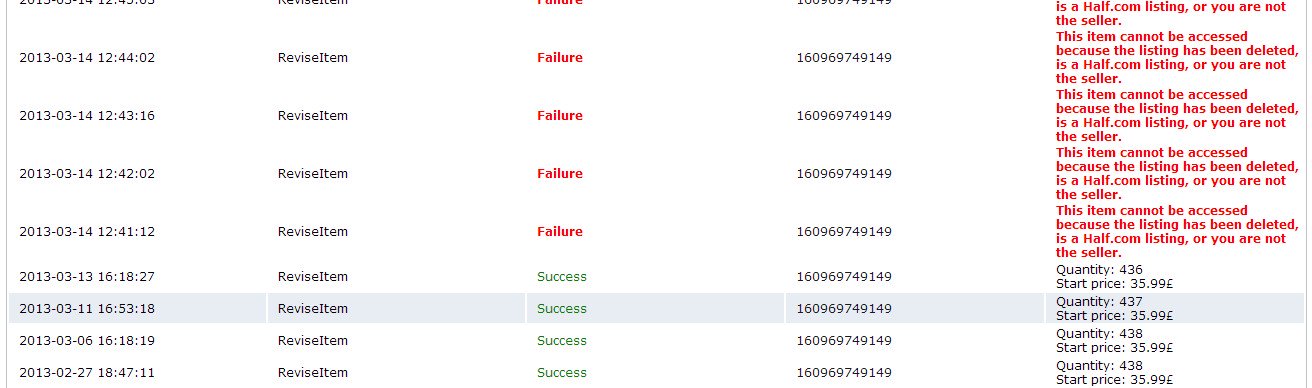 2013-03-14 12:45:03 ReviseItem Failure 160969749149
is a Half.com listing, or you are not
the seller.
This item cannot be accessed
because the listing has been deleted,
2013-03-14 12:44:02 ReviseItem Failure 160969749149
is a Half.com listing, or you are not
the seller.
This item cannot be accessed
because the listing has been deleted,
2013-03-14 12:43:16 ReviseItem Failure 160969749149
is a Half.com listing, or you are not
the seller.
This item cannot be accessed
because the listing has been deleted,
2013-03-14 12:42:02 ReviseItem Failure 160969749149
is a Half.com listing, or you are not
the seller.
This item cannot be accessed
because the listing has been deleted,
2013-03-14 12:41:12 ReviseItem Failure 160969749149
is a Half.com listing, or you are not
the seller.
2013-03-13 16:18:27 ReviseItem Success 160969749149 Quantity: 436
Start price: 35.99£
2013-03-11 16:53:18 ReviseItem Success 160969749149 Quantity: 437
Start price: 35.99£
2013-03-06 16:18:19 ReviseItem Success 160969749149 Quantity: 438
Start price: 35.99£
2013-02-27 18:47:11 ReviseItem Success 160969749149 Quantity: 438
Start price: 35.99£